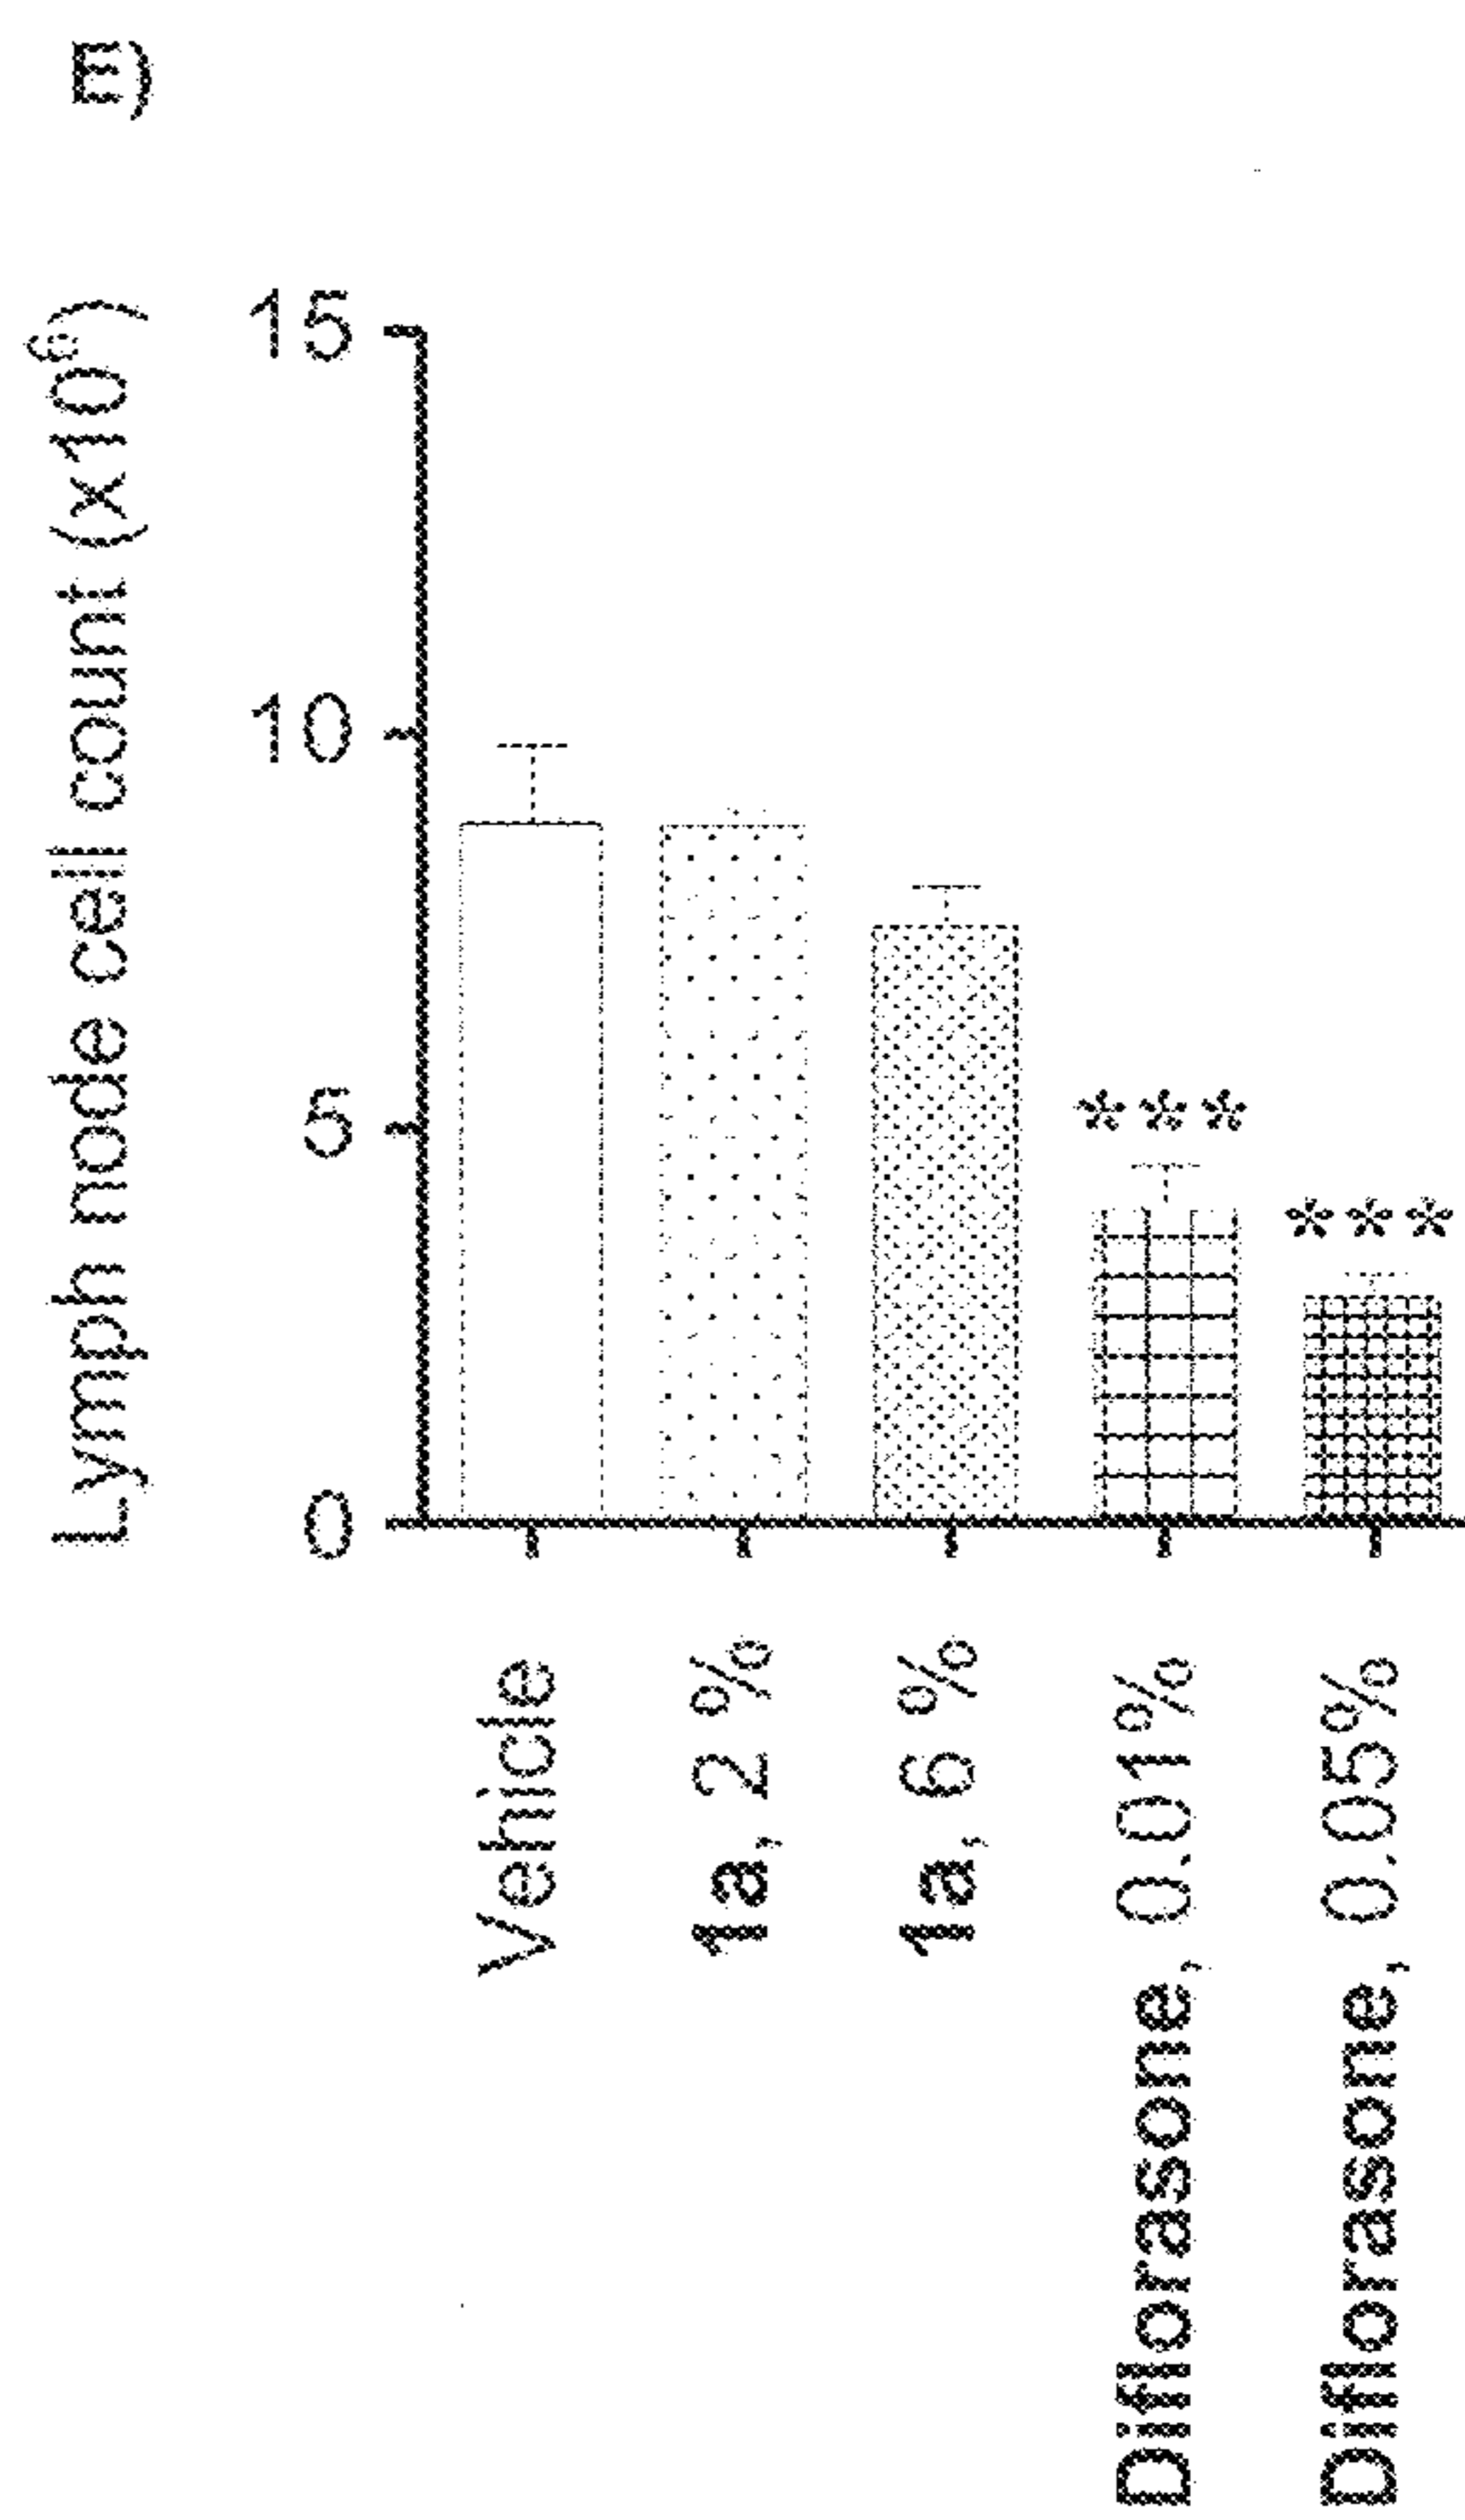 E)
Lymph node cell count (x10⁶)
15
10
5
0
***
***
Vehicle
1a, 2 %
1a, 6 %
Diflorasone, 0.01%
Diflorasone, 0.05%